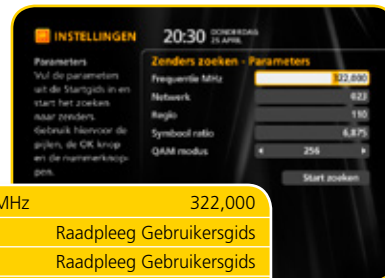 INSTELLINGEN
20:30 DONDERDAG
25 APRIL
Parameters
Vul de parameters
uit de Startgids in en
start het zoeken
naar zenders.
Gebruik hiervoor de
pijlen, de OK knop
en de nummerknop-
pen.
Zenders zoeken - Parameters
Frequentie MHz 322,000
Netwerk 623
Regio 110
Symbool ratio 6,875
QAM modus 256
Start zoeken
MHz 322,000
Raadpleeg Gebruikersgids
Raadpleeg Gebruikersgids